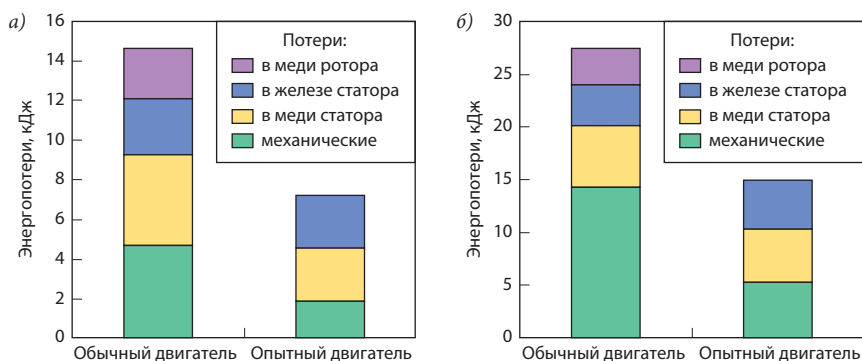 а)
Энергопотери, кДж
16
14
12
10
8
6
4
2
0
Потери:
в меди ротора
в железе статора
в меди статора
механические
Обычный двигатель
Опытный двигатель
б)
Энергопотери, кДж
30
25
20
15
10
5
0
Потери:
в меди ротора
в железе статора
в меди статора
механические
Обычный двигатель
Опытный двигатель